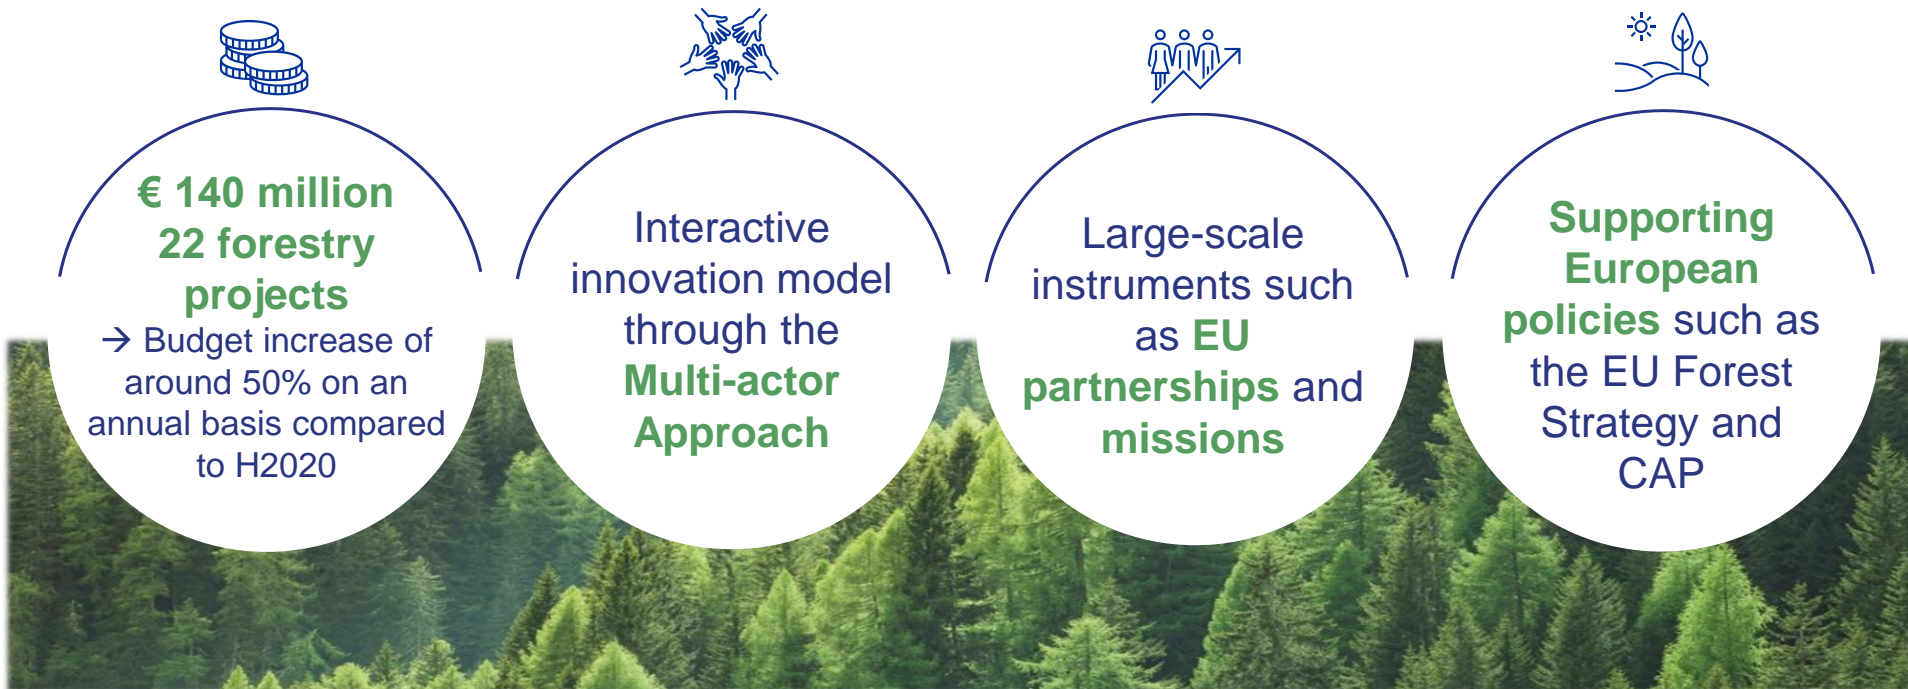 € 140 million
22 forestry
projects
→ Budget increase of
around 50% on an
annual basis compared
to H2020
Interactive
innovation model
through the
Multi-actor
Approach
Large-scale
instruments such
as EU
partnerships and
missions
Supporting
European
policies such as
the EU Forest
Strategy and
CAP